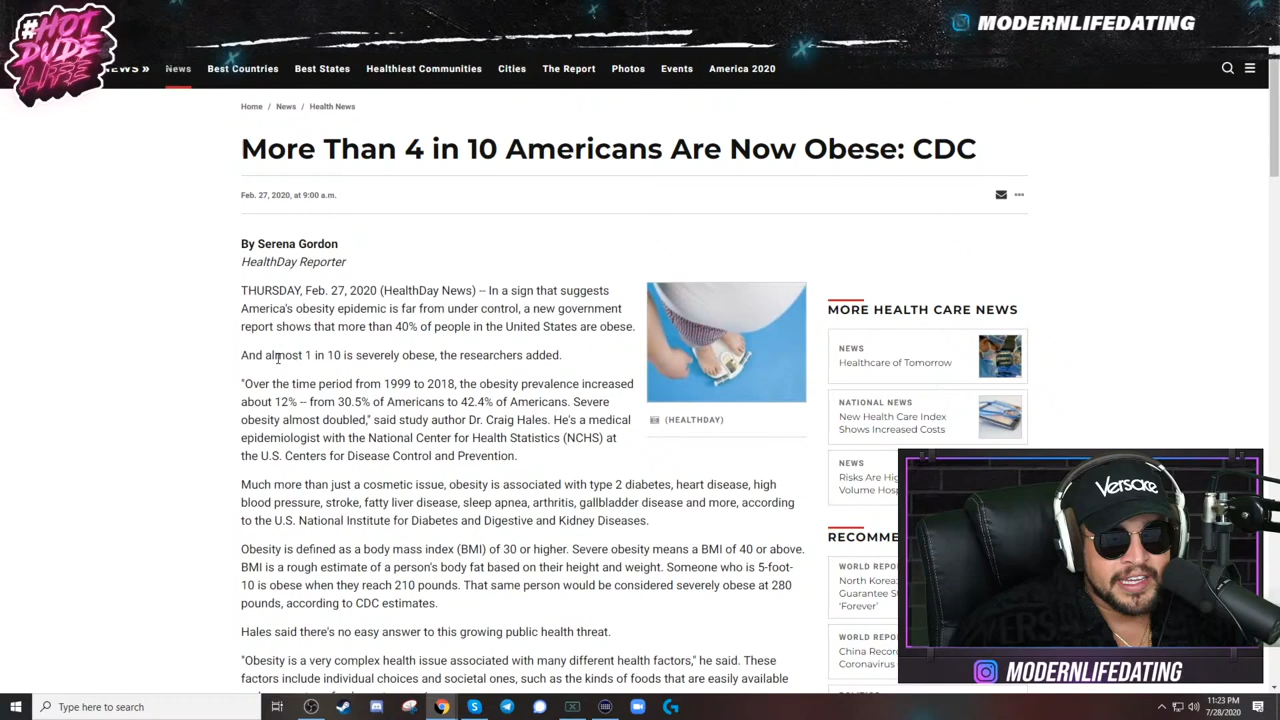 #HOT
DUDE
LIFE
MODERNLIFEDATING
NEWS »
News
Best Countries
Best States
Healthiest Communities
Cities
The Report
Photos
Events
America 2020
Home / News / Health News
More Than 4 in 10 Americans Are Now Obese: CDC
Feb. 27, 2020, at 9:00 a.m.
By Serena Gordon
HealthDay Reporter
THURSDAY, Feb. 27, 2020 (HealthDay News) -- In a sign that suggests
America's obesity epidemic is far from under control, a new government
report shows that more than 40% of people in the United States are obese.
And almost 1 in 10 is severely obese, the researchers added.
"Over the time period from 1999 to 2018, the obesity prevalence increased
about 12% -- from 30.5% of Americans to 42.4% of Americans. Severe
obesity almost doubled," said study author Dr. Craig Hales. He's a medical
epidemiologist with the National Center for Health Statistics (NCHS) at
the U.S. Centers for Disease Control and Prevention.
(HEALTHDAY)
Much more than just a cosmetic issue, obesity is associated with type 2 diabetes, heart disease, high
blood pressure, stroke, fatty liver disease, sleep apnea, arthritis, gallbladder disease and more, according
to the U.S. National Institute for Diabetes and Digestive and Kidney Diseases.
Obesity is defined as a body mass index (BMI) of 30 or higher. Severe obesity means a BMI of 40 or above.
BMI is a rough estimate of a person's body fat based on their height and weight. Someone who is 5-foot-
10 is obese when they reach 210 pounds. That same person would be considered severely obese at 280
pounds, according to CDC estimates.
Hales said there's no easy answer to this growing public health threat.
"Obesity is a very complex health issue associated with many different health factors," he said. These
factors include individual choices and societal ones, such as the kinds of foods that are easily available
MORE HEALTH CARE NEWS
NEWS
Healthcare of Tomorrow
NATIONAL NEWS
New Health Care Index
Shows Increased Costs
NEWS
Risks Are Hig
Volume Hosp
RECOMME
WORLD REPO
North Korea
Guarantee S
'Forever'
WORLD REPO
China Recor
Coronavirus
Versace
MODERNLIFEDATING
Type here to search
11:23 PM
7/28/2020